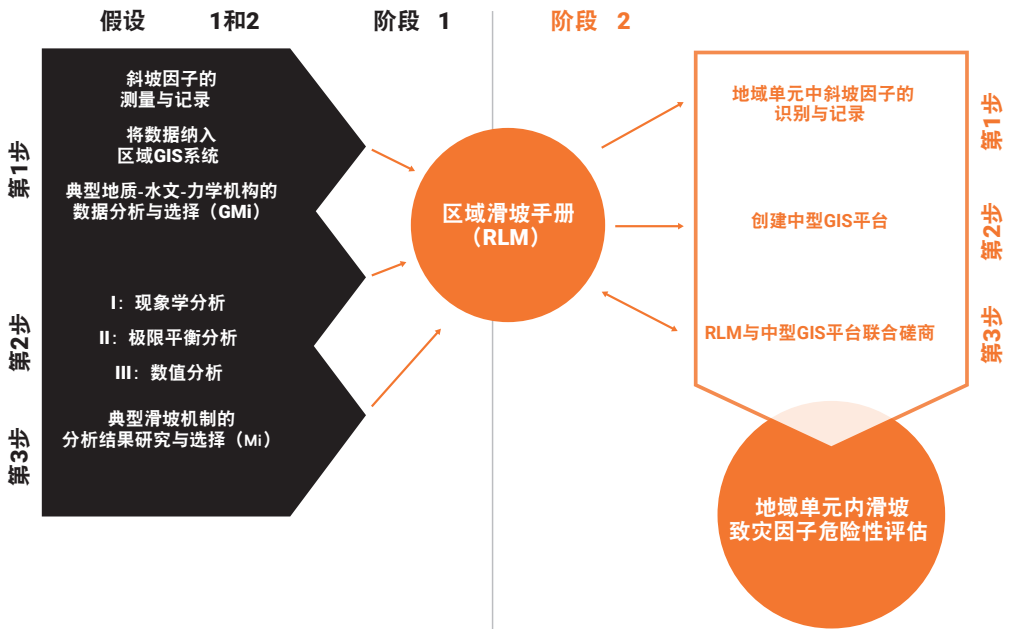 假设 1和2
阶段 1
阶段 2
第1步
斜坡因子的
测量与记录
将数据纳入
区域GIS系统
典型地质-水文-力学机构的
数据分析与选择（GMi）
第2步
I：现象学分析
II：极限平衡分析
III：数值分析
第3步
典型滑坡机制的
分析结果研究与选择（Mi）
区域滑坡手册
（RLM）
地域单元中斜坡因子的
识别与记录
第1步
创建中型GIS平台
第2步
RLM与中型GIS平台联合磋商
第3步
地域单元内滑坡
致灾因子危险性评估